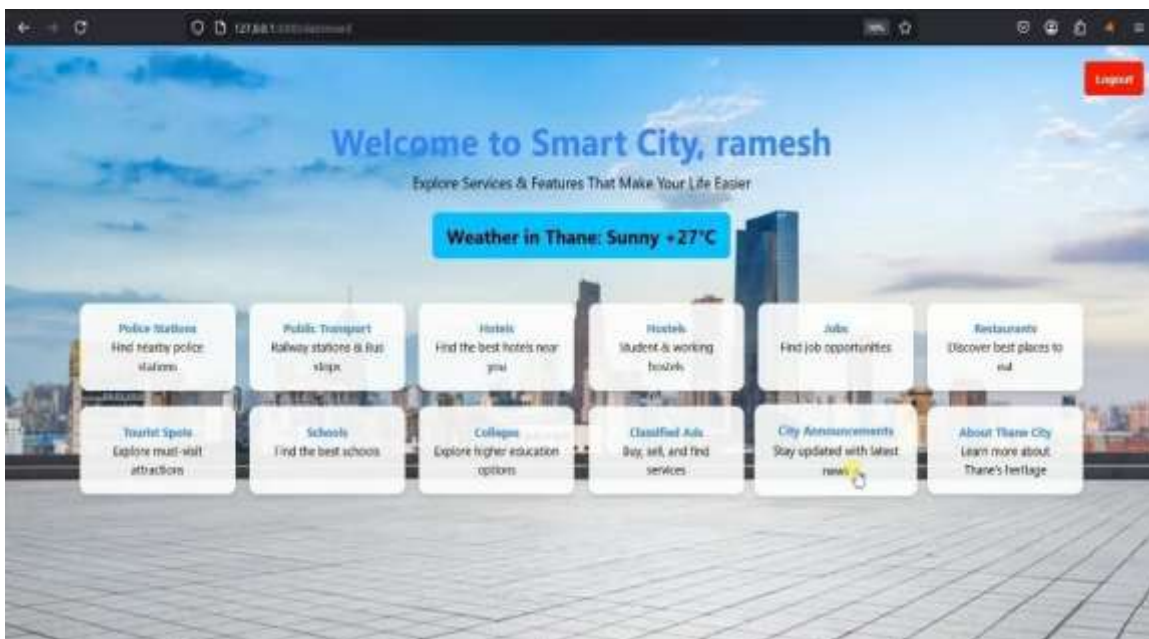 127.0.0.1
Logout
Welcome to Smart City, ramesh
Explore Services & Features That Make Your Life Easier
Weather in Thane: Sunny +27°C
Police Stations
Find nearby police
stations
Public Transport
Railway stations & Bus
stops
Hotels
Find the best hotels near
you
Hostels
Student & working
hostels
Jobs
Find job opportunities
Restaurants
Discover best places to
eat
Tourist Spots
Explore must-visit
attractions
Schools
Find the best schools
Colleges
Explore higher education
options
Classified Ads
Buy, sell, and find
services
City Announcements
Stay updated with latest
news
About Thane City
Learn more about
Thane's heritage